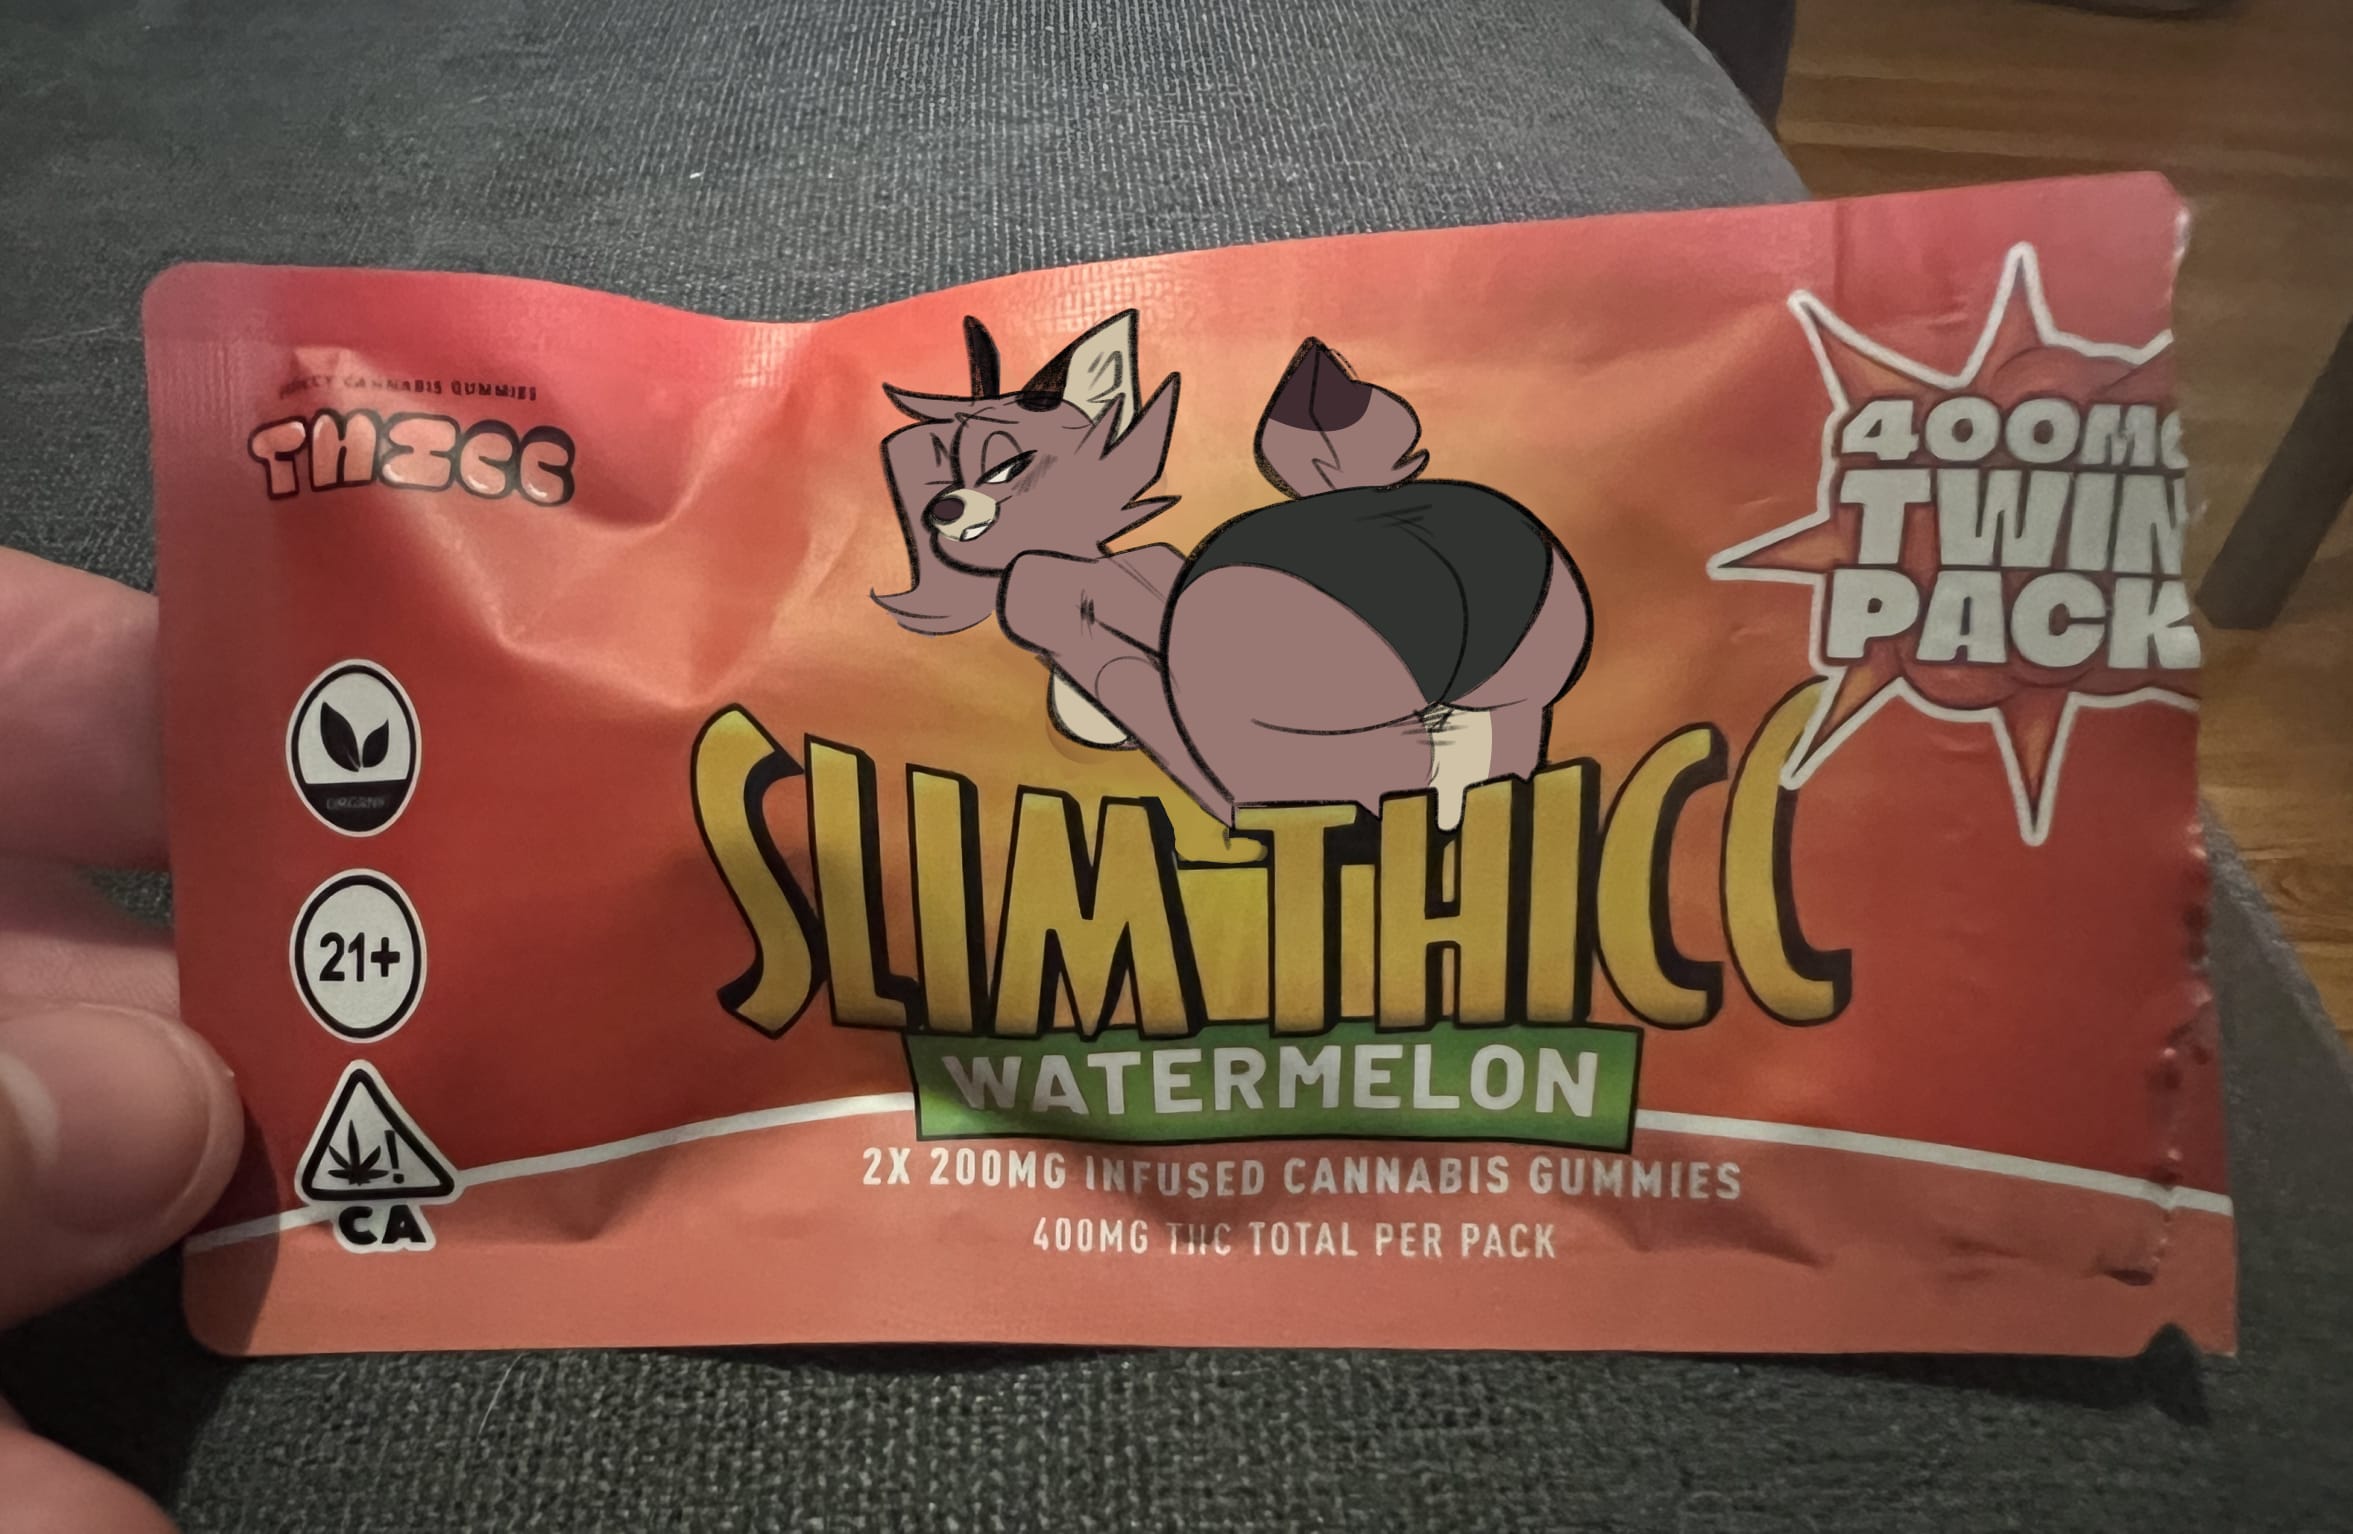 CANNABIS GUMMIES
THICC
400MG
TWIN
PACK
ORGANIC
SLIM THICC
21+
WATERMELON
2X 200MG INFUSED CANNABIS GUMMIES
CA
400MG THC TOTAL PER PACK